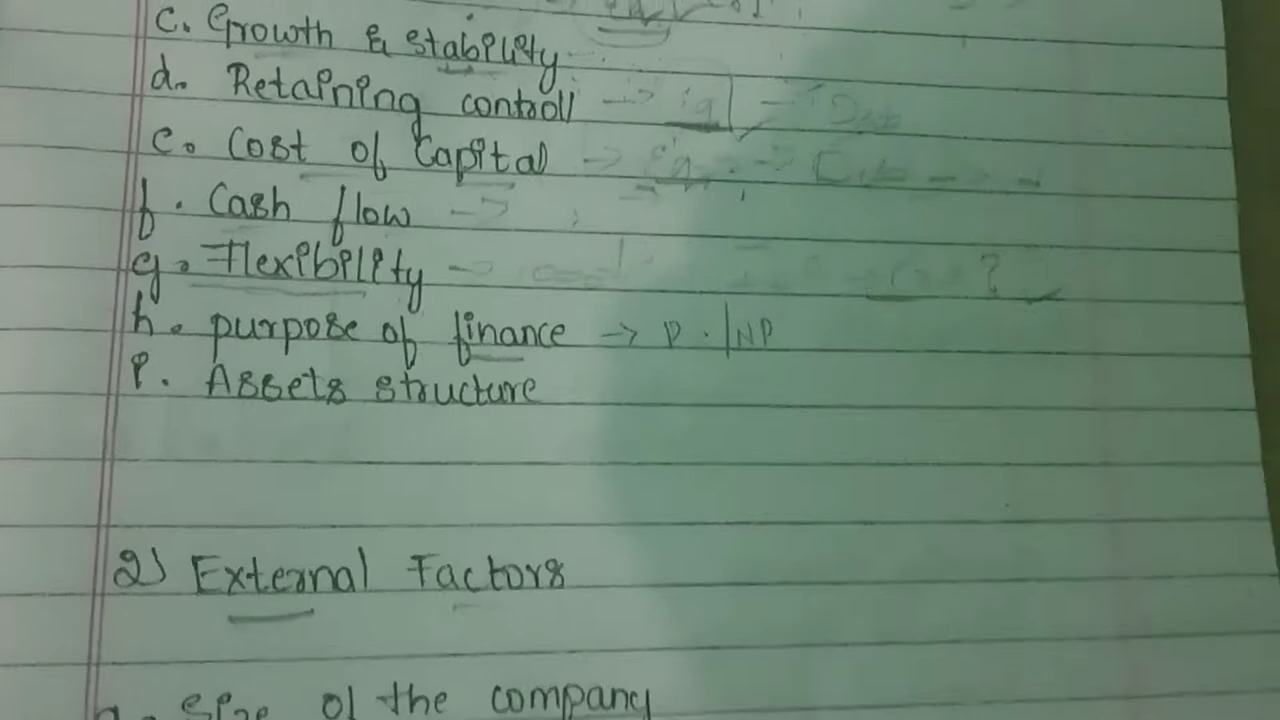 c. Growth & stability
d. Retaining controll →
e. Cost of Capital →
f. Cash flow →
g. Flexibility → ?
h. purpose of finance → P. / NP
i. Assets structure
2) External Factors
a. size of the company